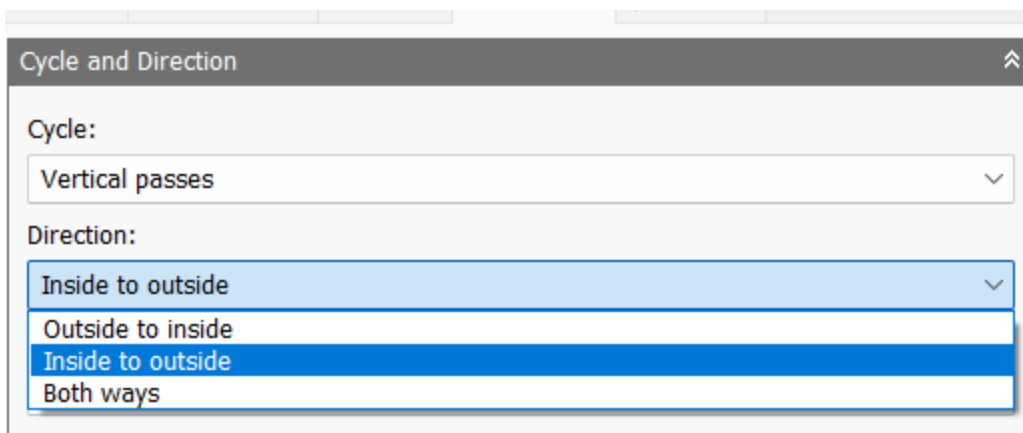 Cycle and Direction
Cycle:
Vertical passes
Direction:
Inside to outside
Outside to inside
Inside to outside
Both ways